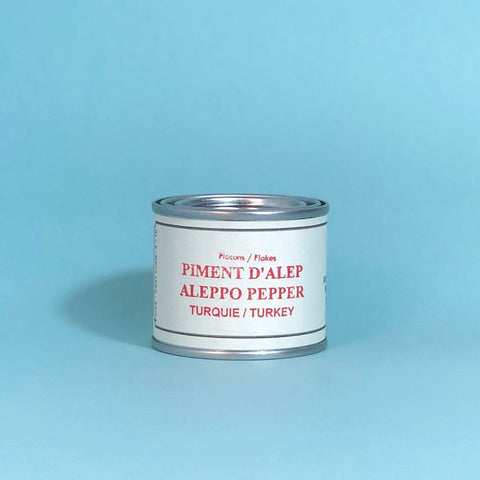 Flocons / Flakes
PIMENT D'ALEP
ALEPPO PEPPER
TURQUIE / TURKEY